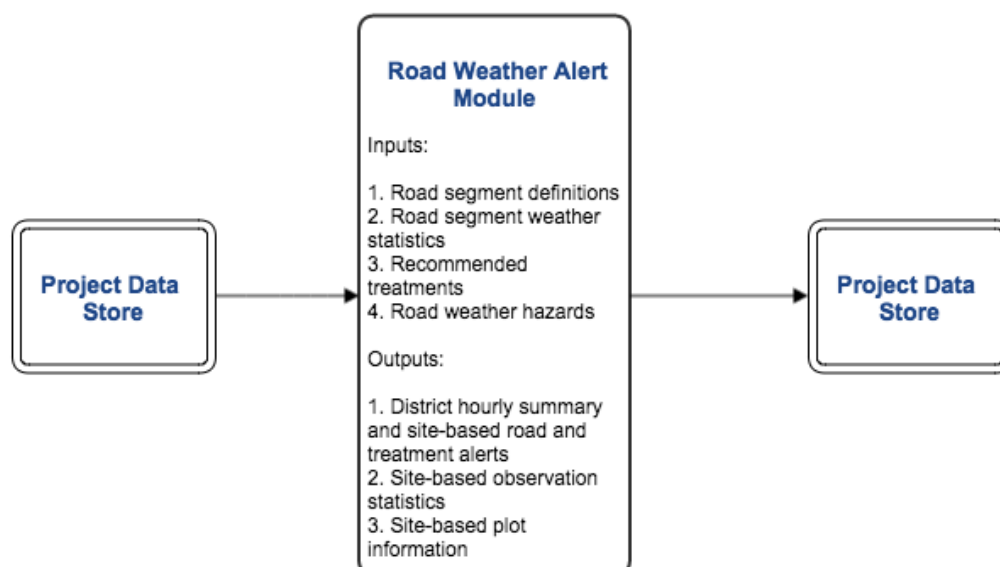 Project Data
Store
Road Weather Alert
Module
Inputs:
1. Road segment definitions
2. Road segment weather
statistics
3. Recommended
treatments
4. Road weather hazards
Outputs:
1. District hourly summary
and site-based road and
treatment alerts
2. Site-based observation
statistics
3. Site-based plot
information
Project Data
Store